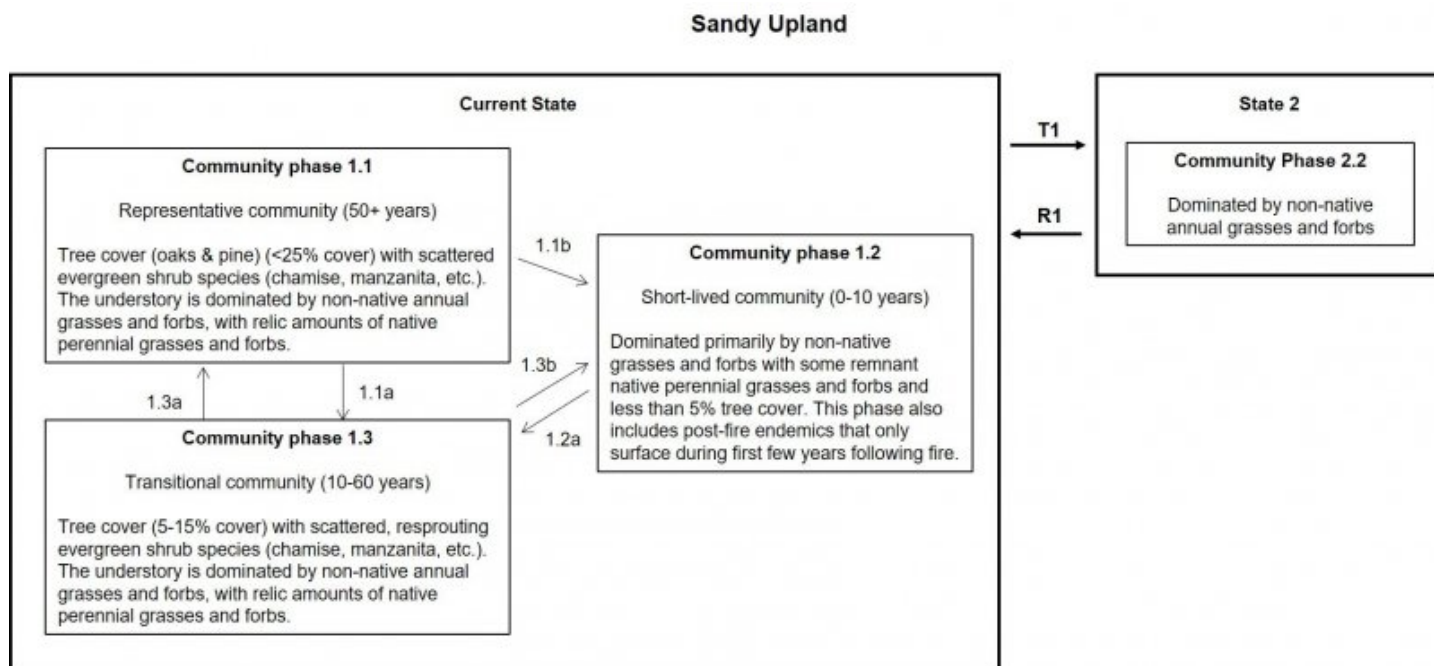 Sandy Upland
Current State
Community phase 1.1
Representative community (50+ years)
Tree cover (oaks & pine) (<25% cover) with scattered
evergreen shrub species (chamise, manzanita, etc.).
The understory is dominated by non-native annual
grasses and forbs, with relic amounts of native
perennial grasses and forbs.
1.1b
1.3a
1.1a
1.3b
1.2a
Community phase 1.2
Short-lived community (0-10 years)
Dominated primarily by non-native
grasses and forbs with some remnant
native perennial grasses and forbs and
less than 5% tree cover. This phase also
includes post-fire endemics that only
surface during first few years following fire.
Community phase 1.3
Transitional community (10-60 years)
Tree cover (5-15% cover) with scattered, resprouting
evergreen shrub species (chamise, manzanita, etc.).
The understory is dominated by non-native annual
grasses and forbs, with relic amounts of native
perennial grasses and forbs.
T1
R1
State 2
Community Phase 2.2
Dominated by non-native
annual grasses and forbs